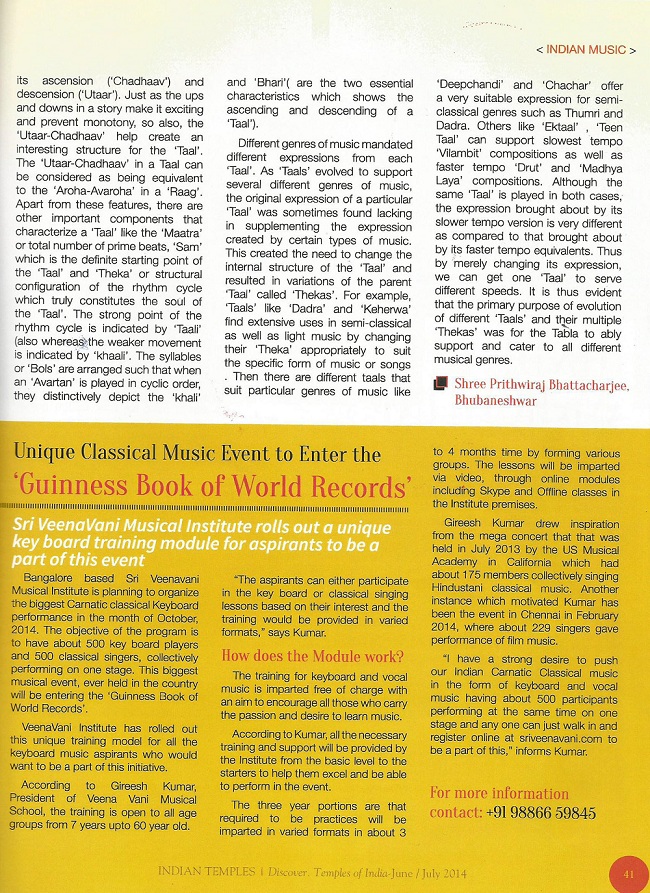 < INDIAN MUSIC >
its ascension (‘Chadhaav’) and
descension (‘Utaar’). Just as the ups
and downs in a story make it exciting
and prevent monotony, so also, the
‘Utaar-Chadhaav’ help create an
interesting structure for the ‘Taal’.
The ‘Utaar-Chadhaav’ in a Taal can
be considered as being equivalent
to the ‘Aroha-Avaroha’ in a ‘Raag’.
Apart from these features, there are
other important components that
characterize a ‘Taal’ like the ‘Maatra’
or total number of prime beats, ‘Sam’
which is the definite starting point of
the ‘Taal’ and ‘Theka’ or structural
configuration of the rhythm cycle
which truly constitutes the soul of
the ‘Taal’. The strong point of the
rhythm cycle is indicated by ‘Taali’
(also whereas the weaker movement
is indicated by ‘khaali’. The syllables
or ‘Bols’ are arranged such that when
an ‘Avartan’ is played in cyclic order,
they distinctively depict the ‘khali’
and ‘Bhari’( are the two essential
characteristics which shows the
ascending and descending of a
‘Taal’).
Different genres of music mandated
different expressions from each
‘Taal’. As ‘Taals’ evolved to support
several different genres of music,
the original expression of a particular
‘Taal’ was sometimes found lacking
in supplementing the expression
created by certain types of music.
This created the need to change the
internal structure of the ‘Taal’ and
resulted in variations of the parent
‘Taal’ called ‘Thekas’. For example,
‘Taals’ like ‘Dadra’ and ‘Keherwa’
find extensive uses in semi-classical
as well as light music by changing
their ‘Theka’ appropriately to suit
the specific form of music or songs
. Then there are different taals that
suit particular genres of music like
‘Deepchandi’ and ‘Chachar’ offer
a very suitable expression for semi-
classical genres such as Thumri and
Dadra. Others like ‘Ektaal’ , ‘Teen
Taal’ can support slowest tempo
‘Vilambit’ compositions as well as
faster tempo ‘Drut’ and ‘Madhya
Laya’ compositions. Although the
same ‘Taal’ is played in both cases,
the expression brought about by its
slower tempo version is very different
as compared to that brought about
by its faster tempo equivalents. Thus
by merely changing its expression,
we can get one ‘Taal’ to serve
different speeds. It is thus evident
that the primary purpose of evolution
of different ‘Taals’ and their multiple
‘Thekas’ was for the Tabla to ably
support and cater to all different
musical genres.
Shree Prithwiraj Bhattacharjee,
Bhubaneshwar
Unique Classical Music Event to Enter the
‘Guinness Book of World Records’
Sri VeenaVani Musical Institute rolls out a unique
key board training module for aspirants to be a
part of this event
Bangalore based Sri Veenavani
Musical Institute is planning to organize
the biggest Carnatic classical Keyboard
performance in the month of October,
2014. The objective of the program is
to have about 500 key board players
and 500 classical singers, collectively
performing on one stage. This biggest
musical event, ever held in the country
will be entering the ‘Guinness Book of
World Records’.
VeenaVani Institute has rolled out
this unique training model for all the
keyboard music aspirants who would
want to be a part of this initiative.
According to Gireesh Kumar,
President of Veena Vani Musical
School, the training is open to all age
groups from 7 years upto 60 year old.
“The aspirants can either participate
in the key board or classical singing
lessons based on their interest and the
training would be provided in varied
formats,” says Kumar.
How does the Module work?
The training for keyboard and vocal
music is imparted free of charge with
an aim to encourage all those who carry
the passion and desire to learn music.
According to Kumar, all the necessary
training and support will be provided by
the Institute from the basic level to the
starters to help them excel and be able
to perform in the event.
The three year portions are that
required to be practices will be
imparted in varied formats in about 3
to 4 months time by forming various
groups. The lessons will be imparted
via video, through online modules
including Skype and Offline classes in
the Institute premises.
Gireesh Kumar drew inspiration
from the mega concert that that was
held in July 2013 by the US Musical
Academy in California which had
about 175 members collectively singing
Hindustani classical music. Another
instance which motivated Kumar has
been the event in Chennai in February
2014, where about 229 singers gave
performance of film music.
“I have a strong desire to push
our Indian Carnatic Classical music
in the form of keyboard and vocal
music having about 500 participants
performing at the same time on one
stage and any one can just walk in and
register online at sriveenavani.com to
be a part of this,” informs Kumar.
For more information
contact: +91 98866 59845
INDIAN TEMPLES | Discover. Temples of India-June / July 2014
41